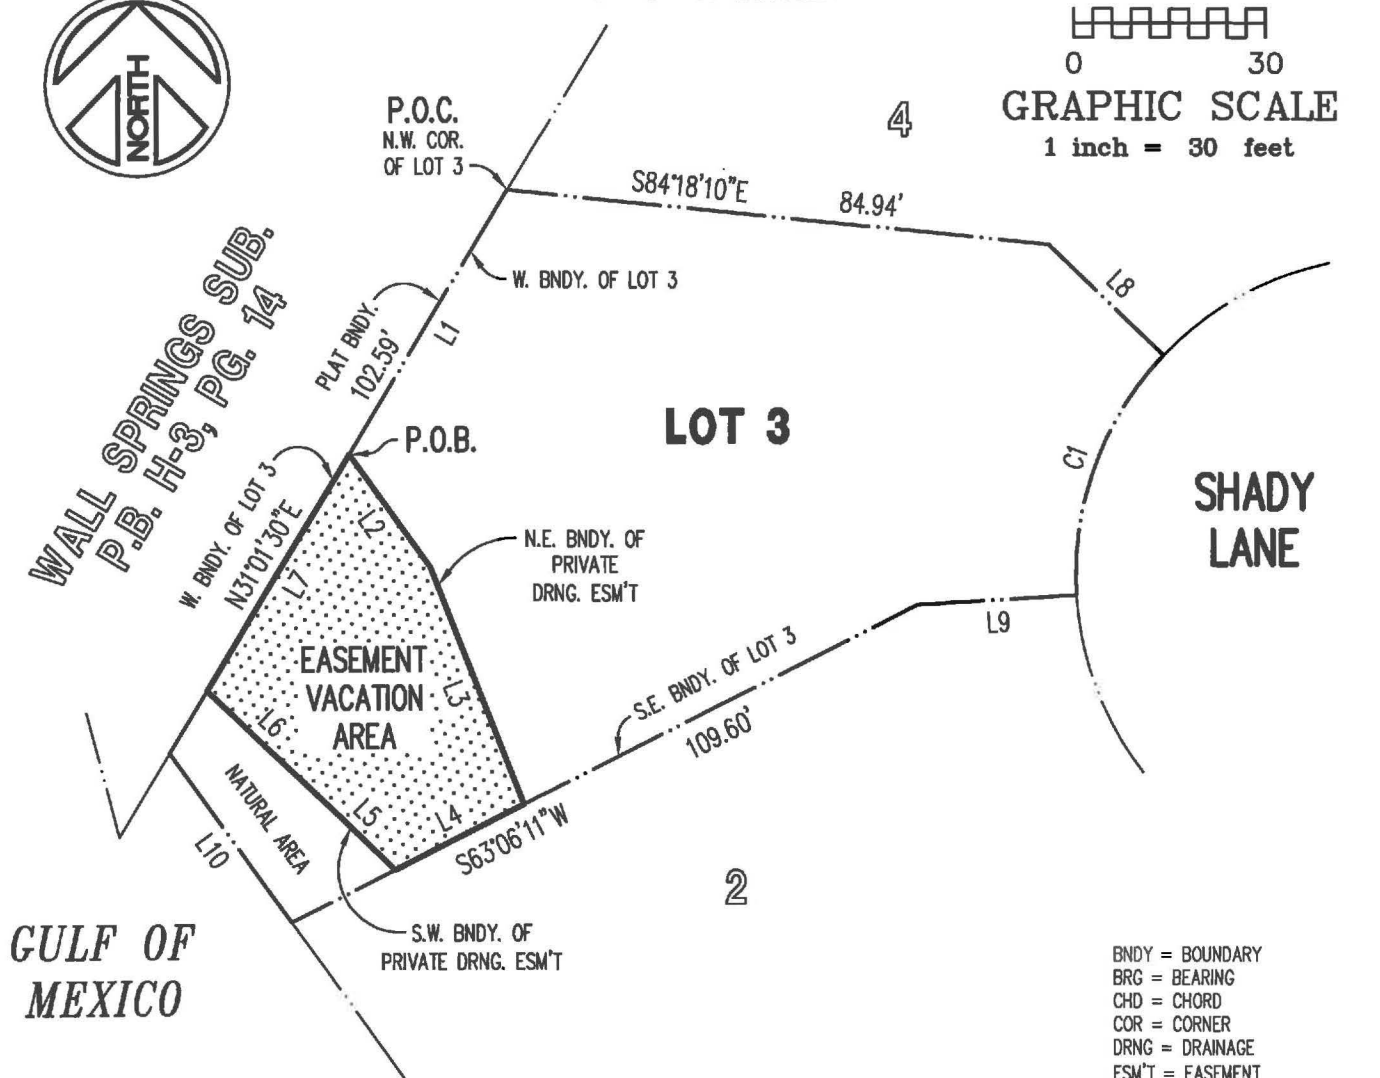 NORTH
0 30
GRAPHIC SCALE
1 inch = 30 feet
P.O.C.
N.W. COR.
OF LOT 3
4
S84°18'10"E 84.94'
W. BNDY. OF LOT 3
L8
PLAT BNDY.
102.59'
L1
WALL SPRINGS SUB.
P.B. H-3, PG. 14
P.O.B.
LOT 3
C1
SHADY
LANE
W. BNDY. OF LOT 3
N31°01'30"E
L7
L2
N.E. BNDY. OF
PRIVATE
DRNG. ESM'T
L9
EASEMENT
VACATION
AREA
L3
L6
S.E. BNDY. OF LOT 3
109.60'
NATURAL AREA
L5
L4
S63°06'11"W
L10
2
S.W. BNDY. OF
PRIVATE DRNG. ESM'T
GULF OF
MEXICO
BNDY = BOUNDARY
BRG = BEARING
CHD = CHORD
COR = CORNER
DRNG = DRAINAGE
ESM'T = EASEMENT